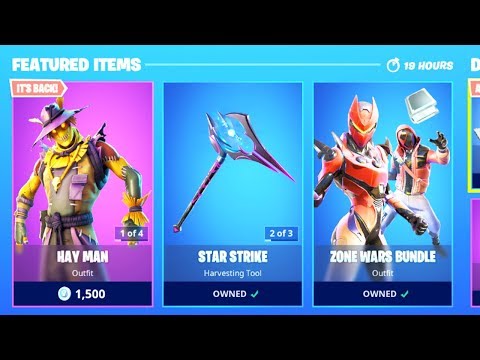 FEATURED ITEMS
19 HOURS
IT'S BACK!
1 of 4
HAY MAN
Outfit
1,500
2 of 3
STAR STRIKE
Harvesting Tool
OWNED ✓
ZONE WARS BUNDLE
Outfit
OWNED ✓
D